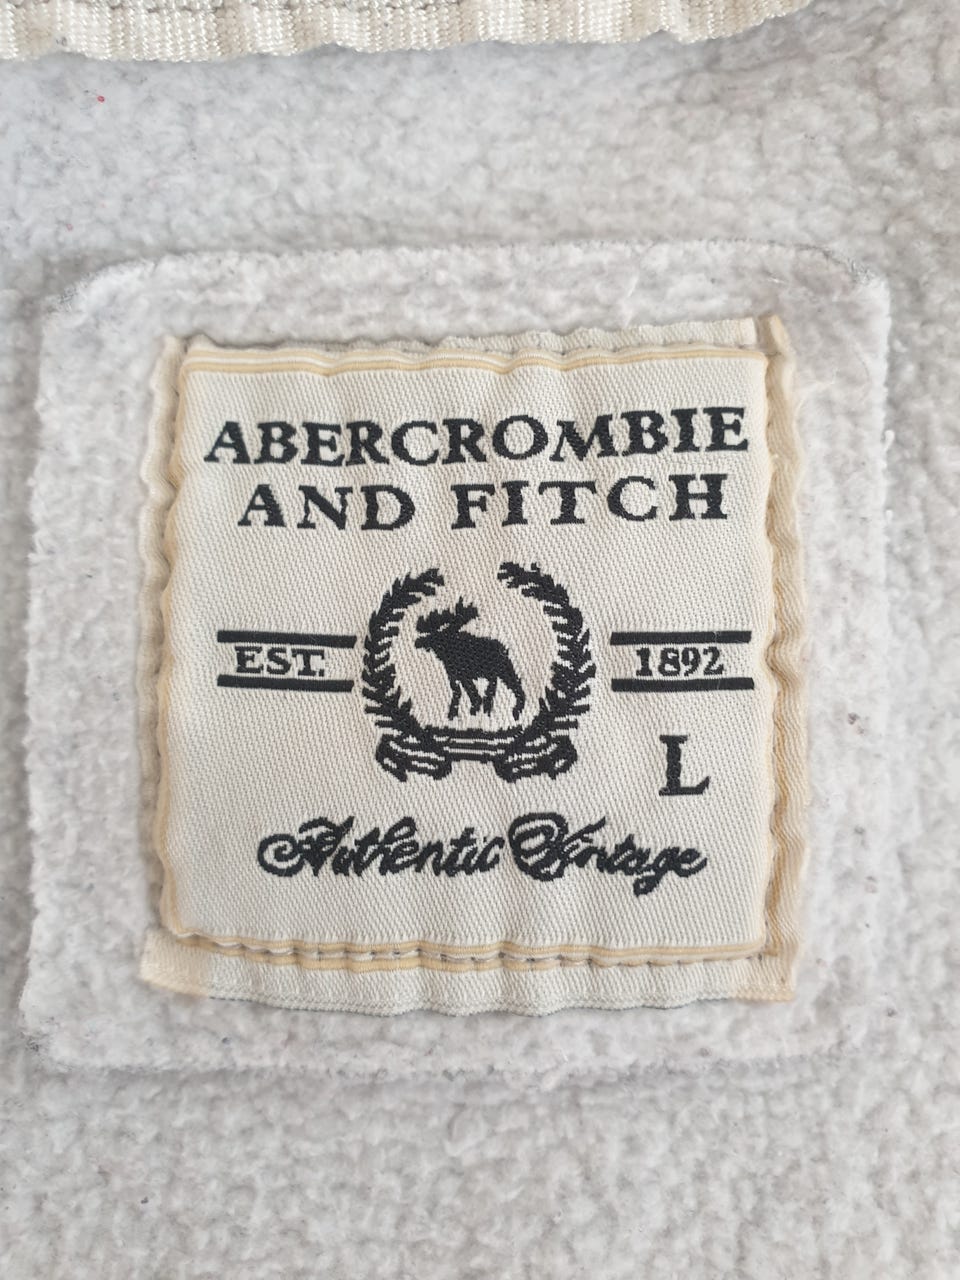 ABERCROMBIE
AND FITCH
EST. 1892
L
Authentic Vintage